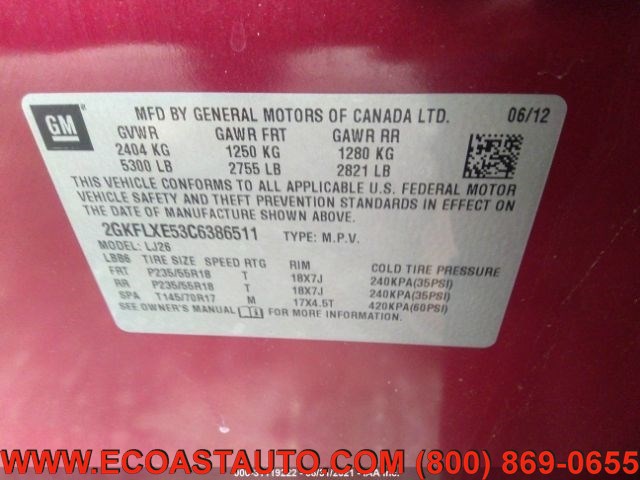 GM
MFD BY GENERAL MOTORS OF CANADA LTD. 06/12
GVWR GAWR FRT GAWR RR
2404 KG 1250 KG 1280 KG
5300 LB 2755 LB 2821 LB
THIS VEHICLE CONFORMS TO ALL APPLICABLE U.S. FEDERAL MOTOR
VEHICLE SAFETY AND THEFT PREVENTION STANDARDS IN EFFECT ON
THE DATE OF MANUFACTURE SHOWN ABOVE.
2GKFLXE53C6386511 TYPE: M.P.V.
MODEL: LJ26
LBB6 TIRE SIZE SPEED RTG RIM COLD TIRE PRESSURE
FRT P235/55R18 T 18X7J 240KPA(35PSI)
RR P235/55R18 T 18X7J 240KPA(35PSI)
SPA T145/70R17 M 17X4.5T 420KPA(60PSI)
SEE OWNER'S MANUAL FOR MORE INFORMATION.
WWW.ECOASTAUTO.COM (800) 869-0655